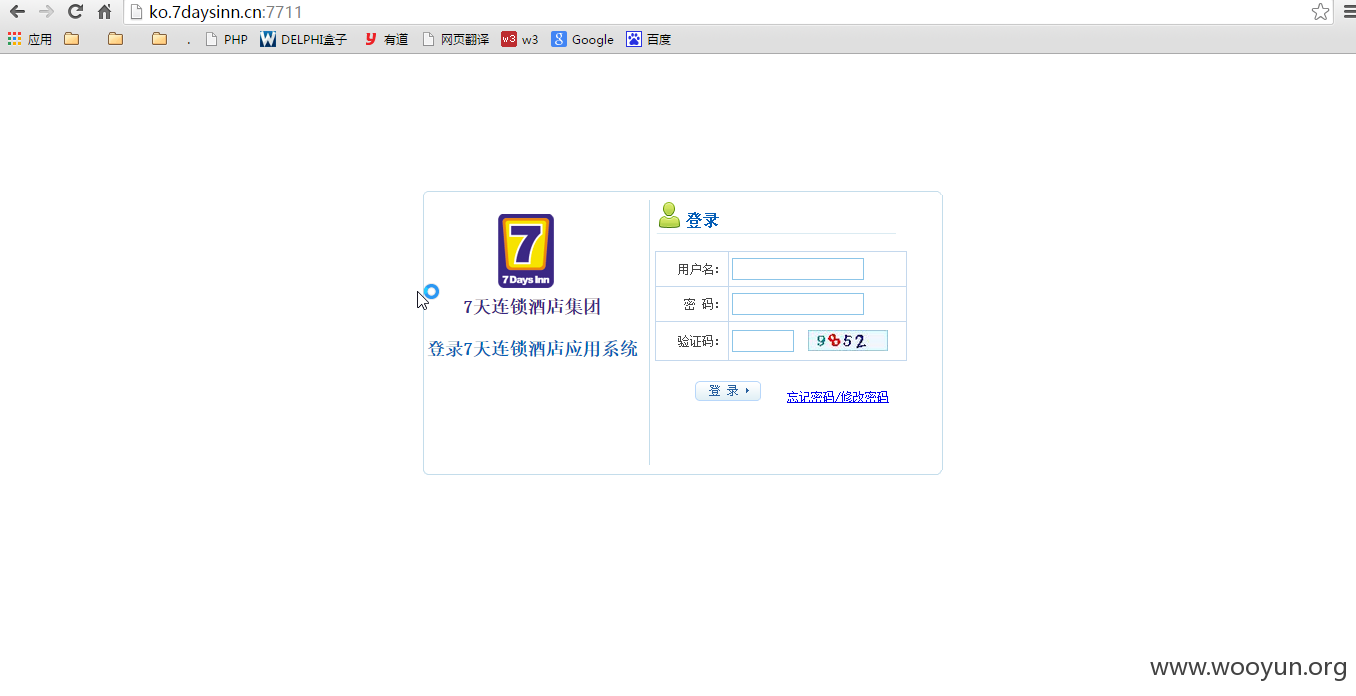 ko.7daysinn.cn:7711
应用 . PHP DELPHI盒子 有道 网页翻译 w3 Google 百度
7
7 Days Inn
7天连锁酒店集团
登录7天连锁酒店应用系统
登录
用户名：
密 码：
验证码： 9852
登 录 忘记密码/修改密码
www.wooyun.org